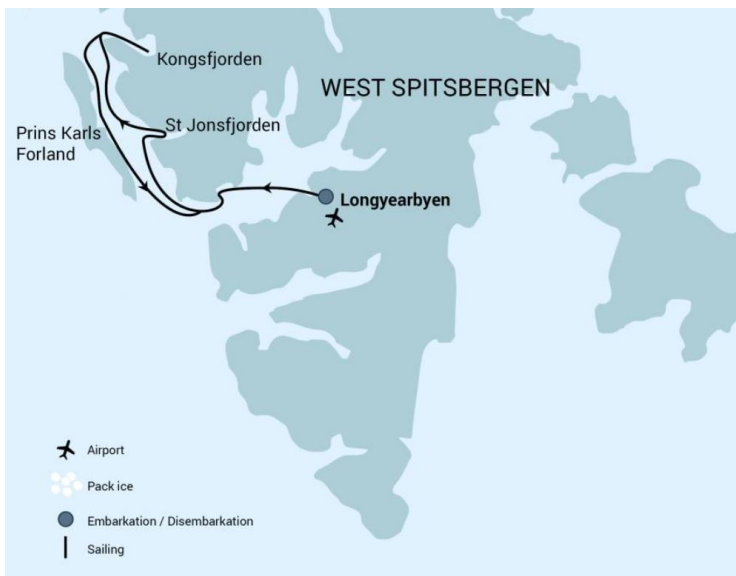 Kongsfjorden
WEST SPITSBERGEN
Prins Karls
Forland
St Jonsfjorden
Longyearbyen
Airport
Pack ice
Embarkation / Disembarkation
Sailing